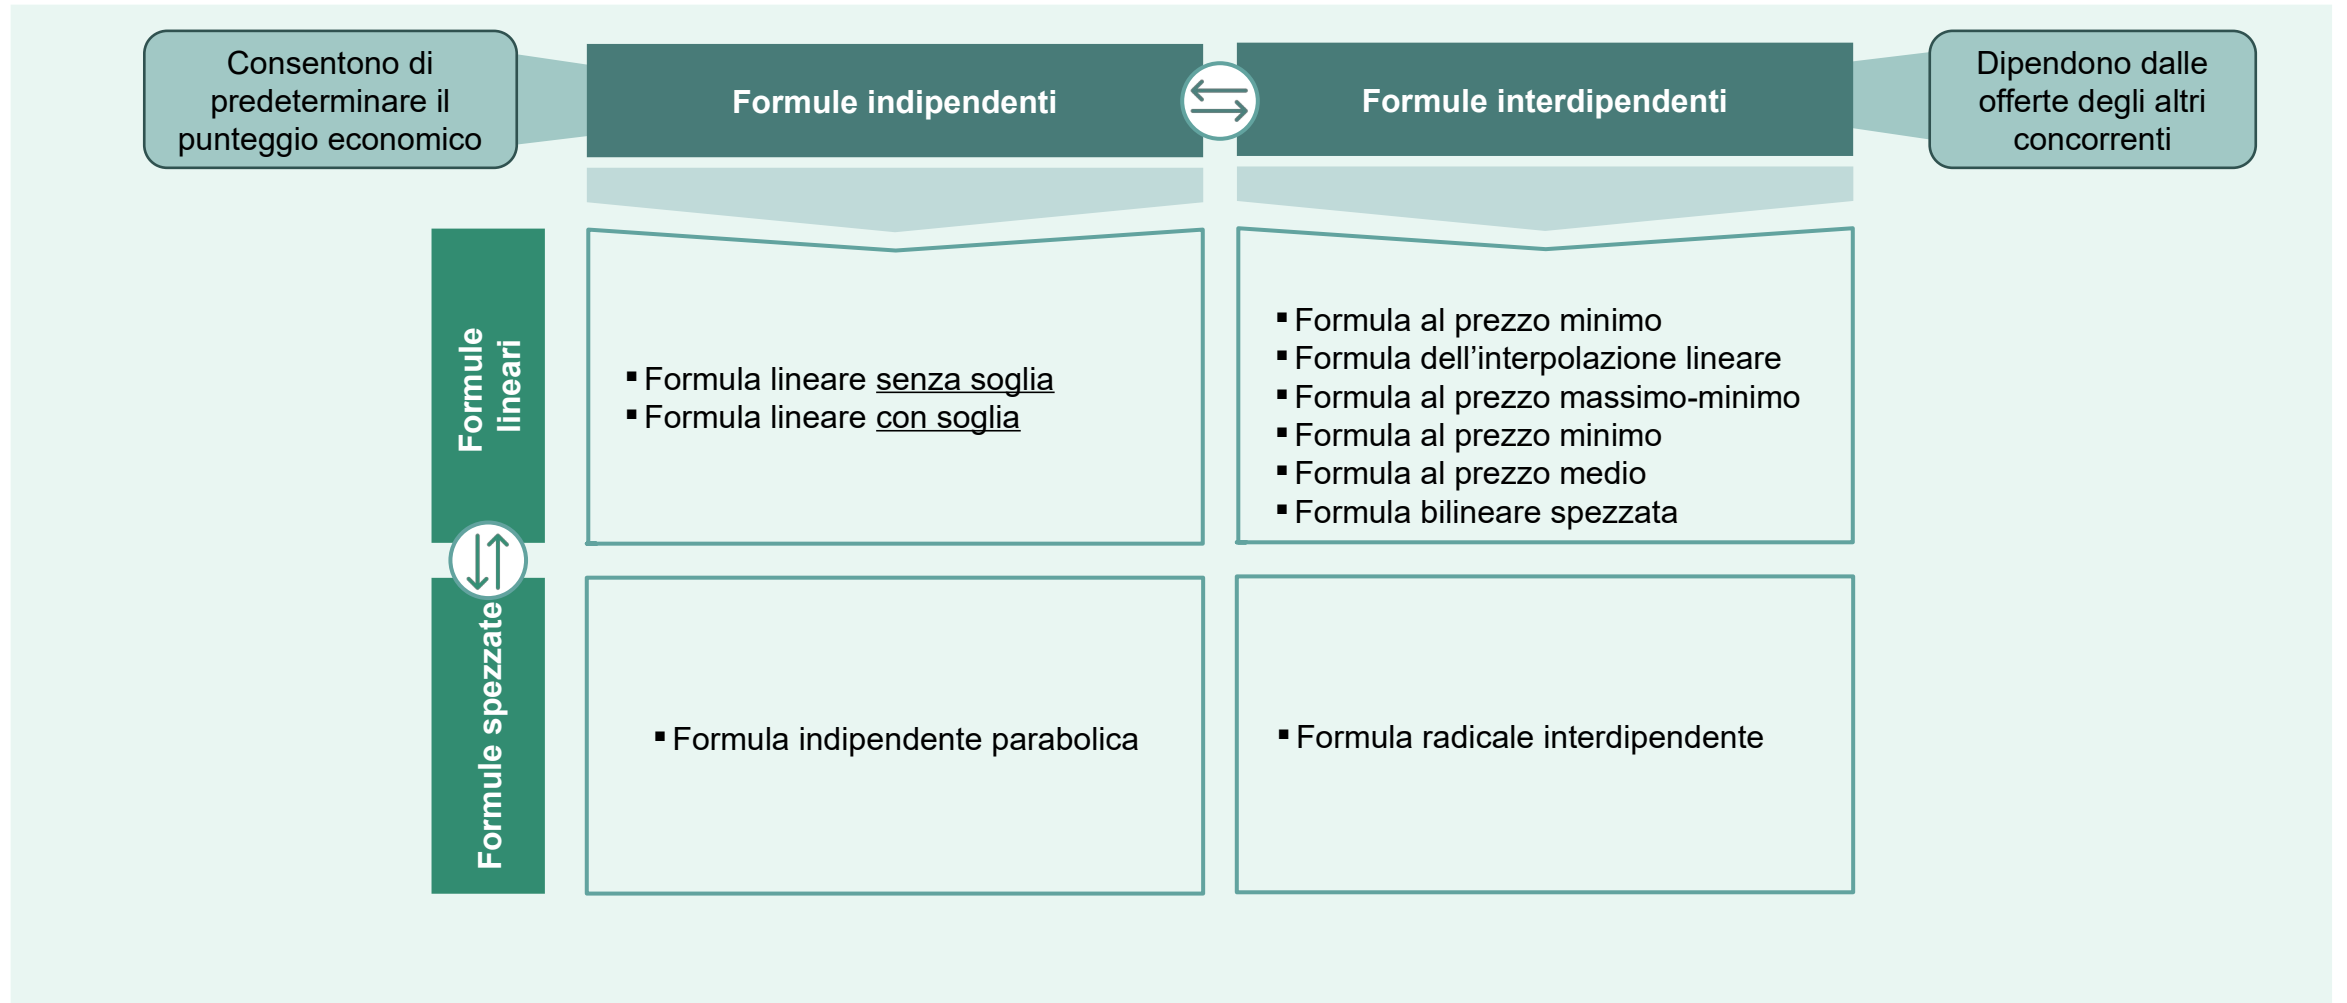 Consentono di
predeterminare il
punteggio economico
Formule indipendenti
Formule interdipendenti
Dipendono dalle
offerte degli altri
concorrenti
Formule
lineari
▪ Formula lineare senza soglia
▪ Formula lineare con soglia
▪ Formula al prezzo minimo
▪ Formula dell’interpolazione lineare
▪ Formula al prezzo massimo-minimo
▪ Formula al prezzo minimo
▪ Formula al prezzo medio
▪ Formula bilineare spezzata
Formule spezzate
▪ Formula indipendente parabolica
▪ Formula radicale interdipendente